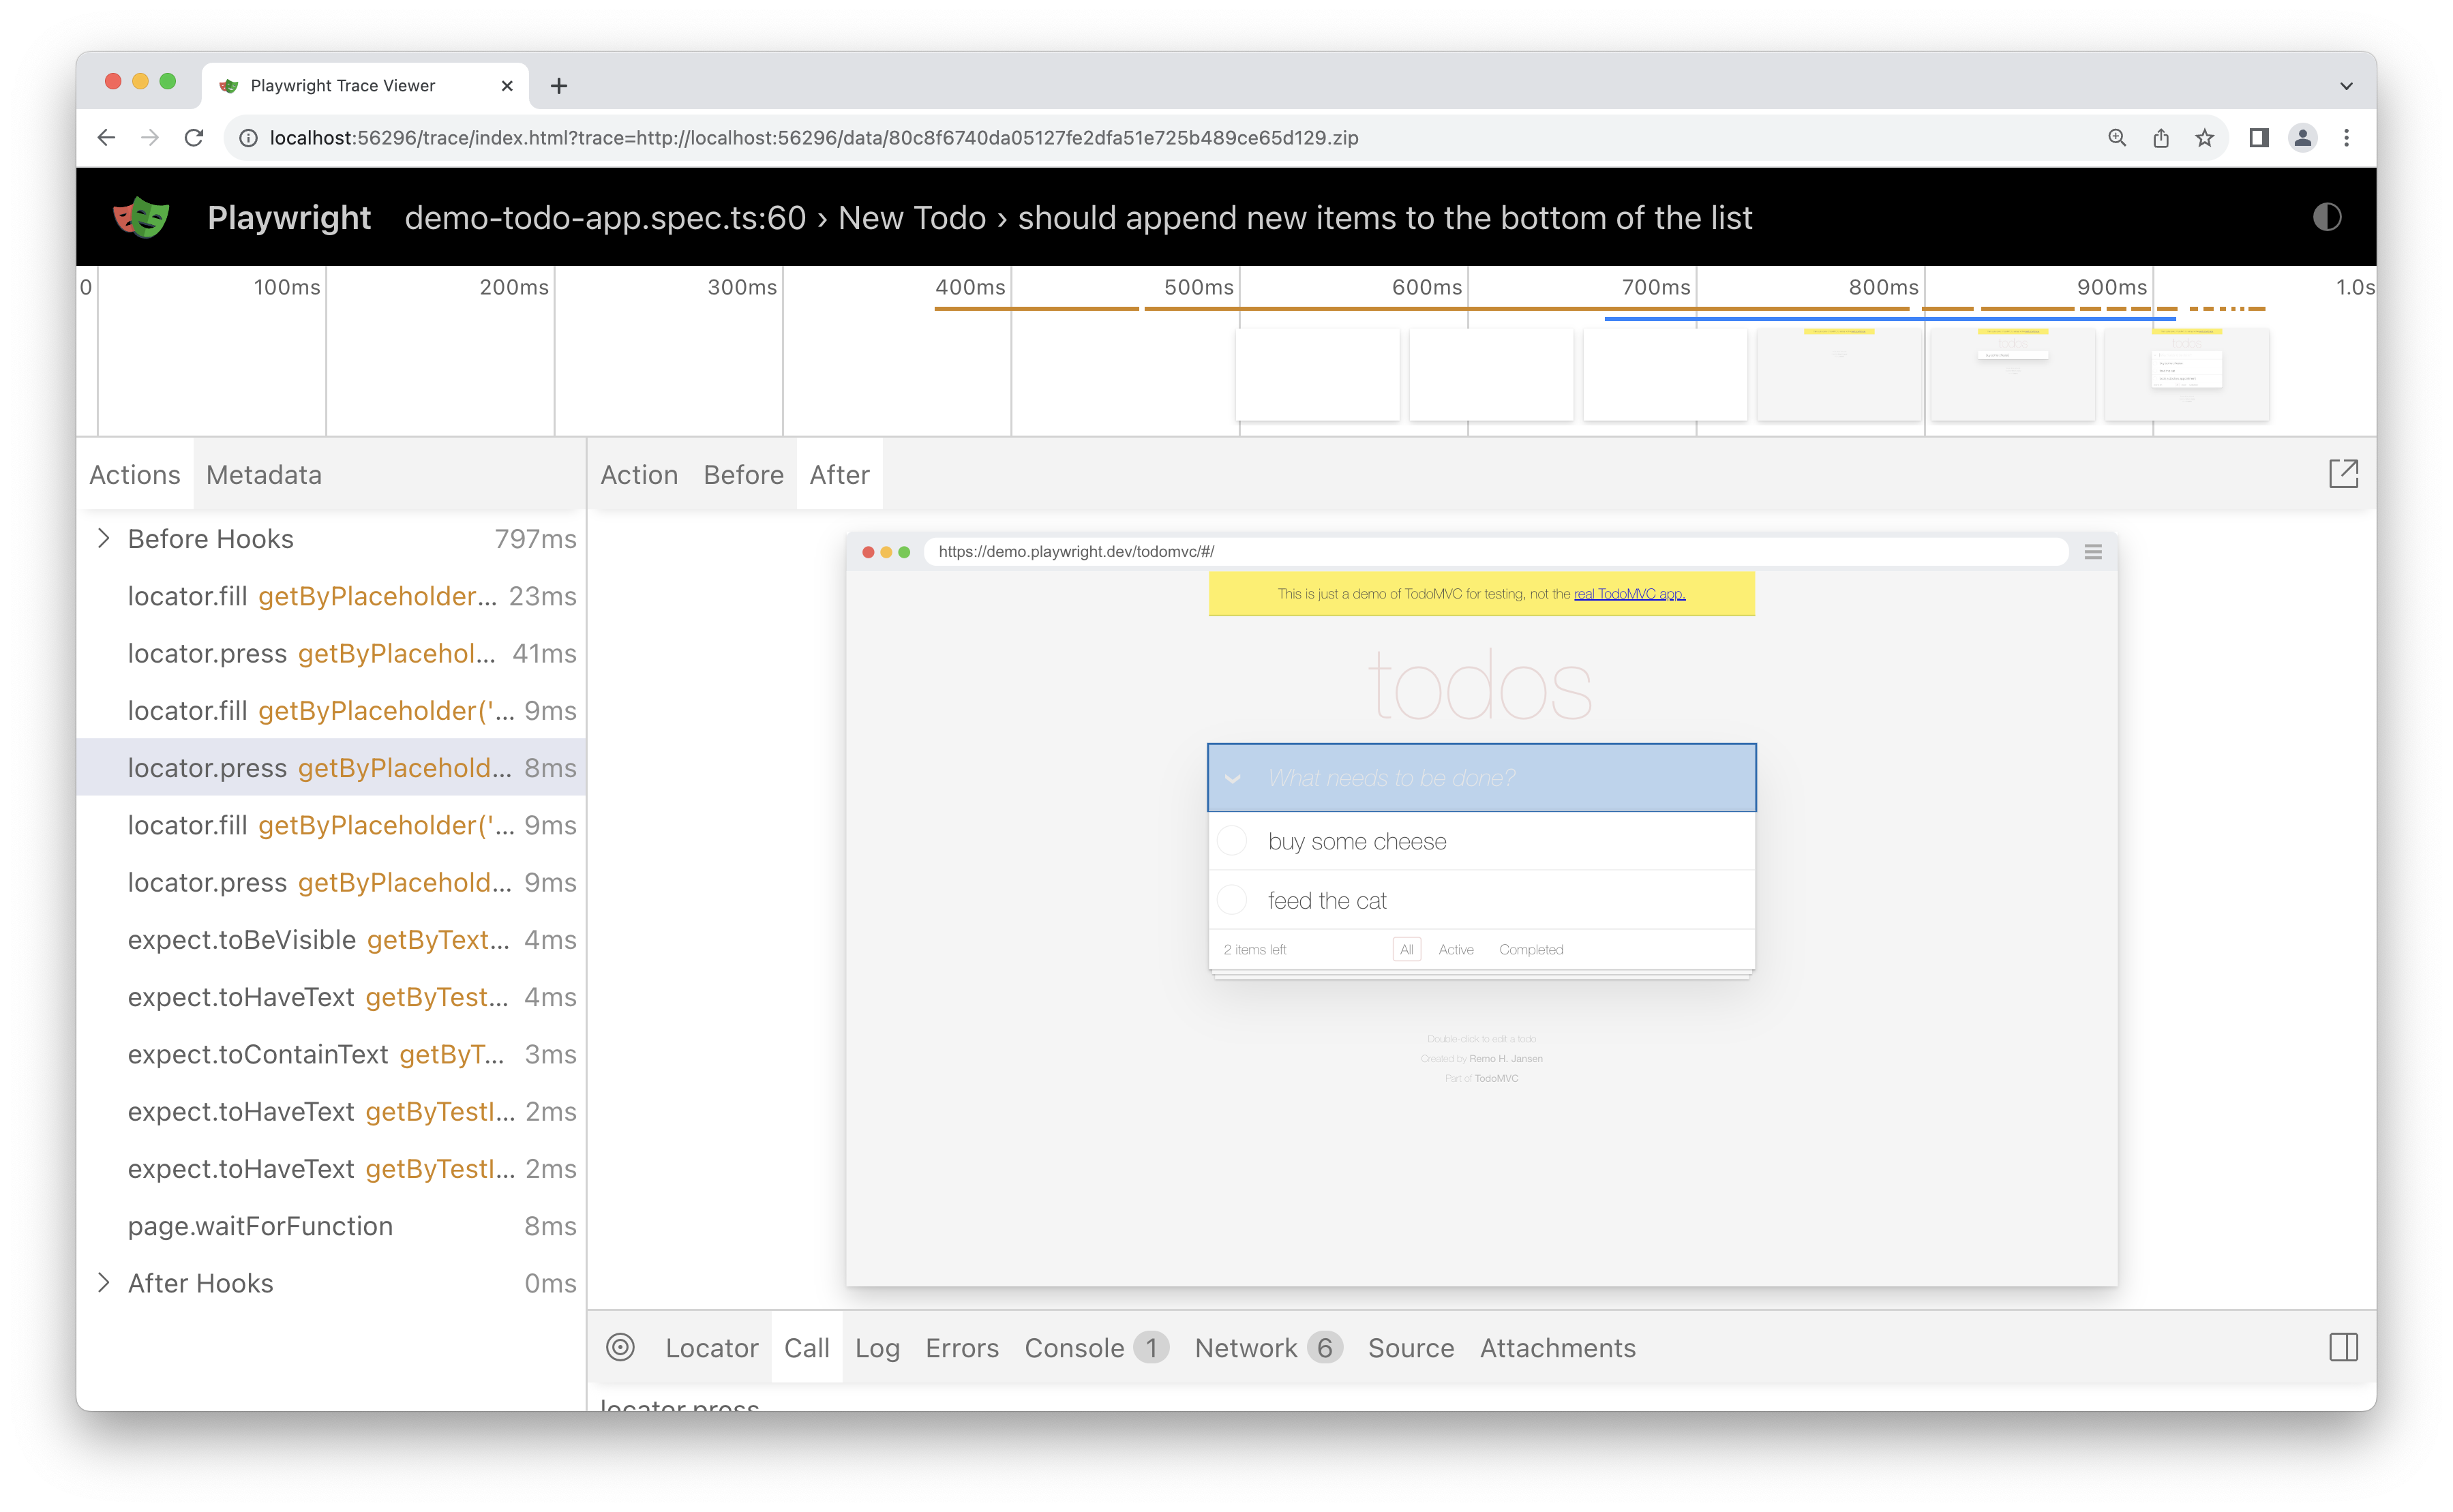 Playwright Trace Viewer
localhost:56296/trace/index.html?trace=http://localhost:56296/data/80c8f6740da05127fe2dfa51e725b489ce65d129.zip
Playwright demo-todo-app.spec.ts:60 › New Todo › should append new items to the bottom of the list
0 100ms 200ms 300ms 400ms 500ms 600ms 700ms 800ms 900ms 1.0s
todos
todos
Actions Metadata
Before Hooks 797ms
locator.fill getByPlaceholder... 23ms
locator.press getByPlacehol... 41ms
locator.fill getByPlaceholder('... 9ms
locator.press getByPlacehold... 8ms
locator.fill getByPlaceholder('... 9ms
locator.press getByPlacehold... 9ms
expect.toBeVisible getByText... 4ms
expect.toHaveText getByTest... 4ms
expect.toContainText getByT... 3ms
expect.toHaveText getByTestI... 2ms
expect.toHaveText getByTestI... 2ms
page.waitForFunction 8ms
After Hooks 0ms
Action Before After
https://demo.playwright.dev/todomvc/#/
This is just a demo of TodoMVC for testing, not the real TodoMVC app.
todos
What needs to be done?
buy some cheese
feed the cat
2 items left All Active Completed
Double-click to edit a todo
Created by Remo H. Jansen
Part of TodoMVC
Locator Call Log Errors Console 1 Network 6 Source Attachments
locator.press